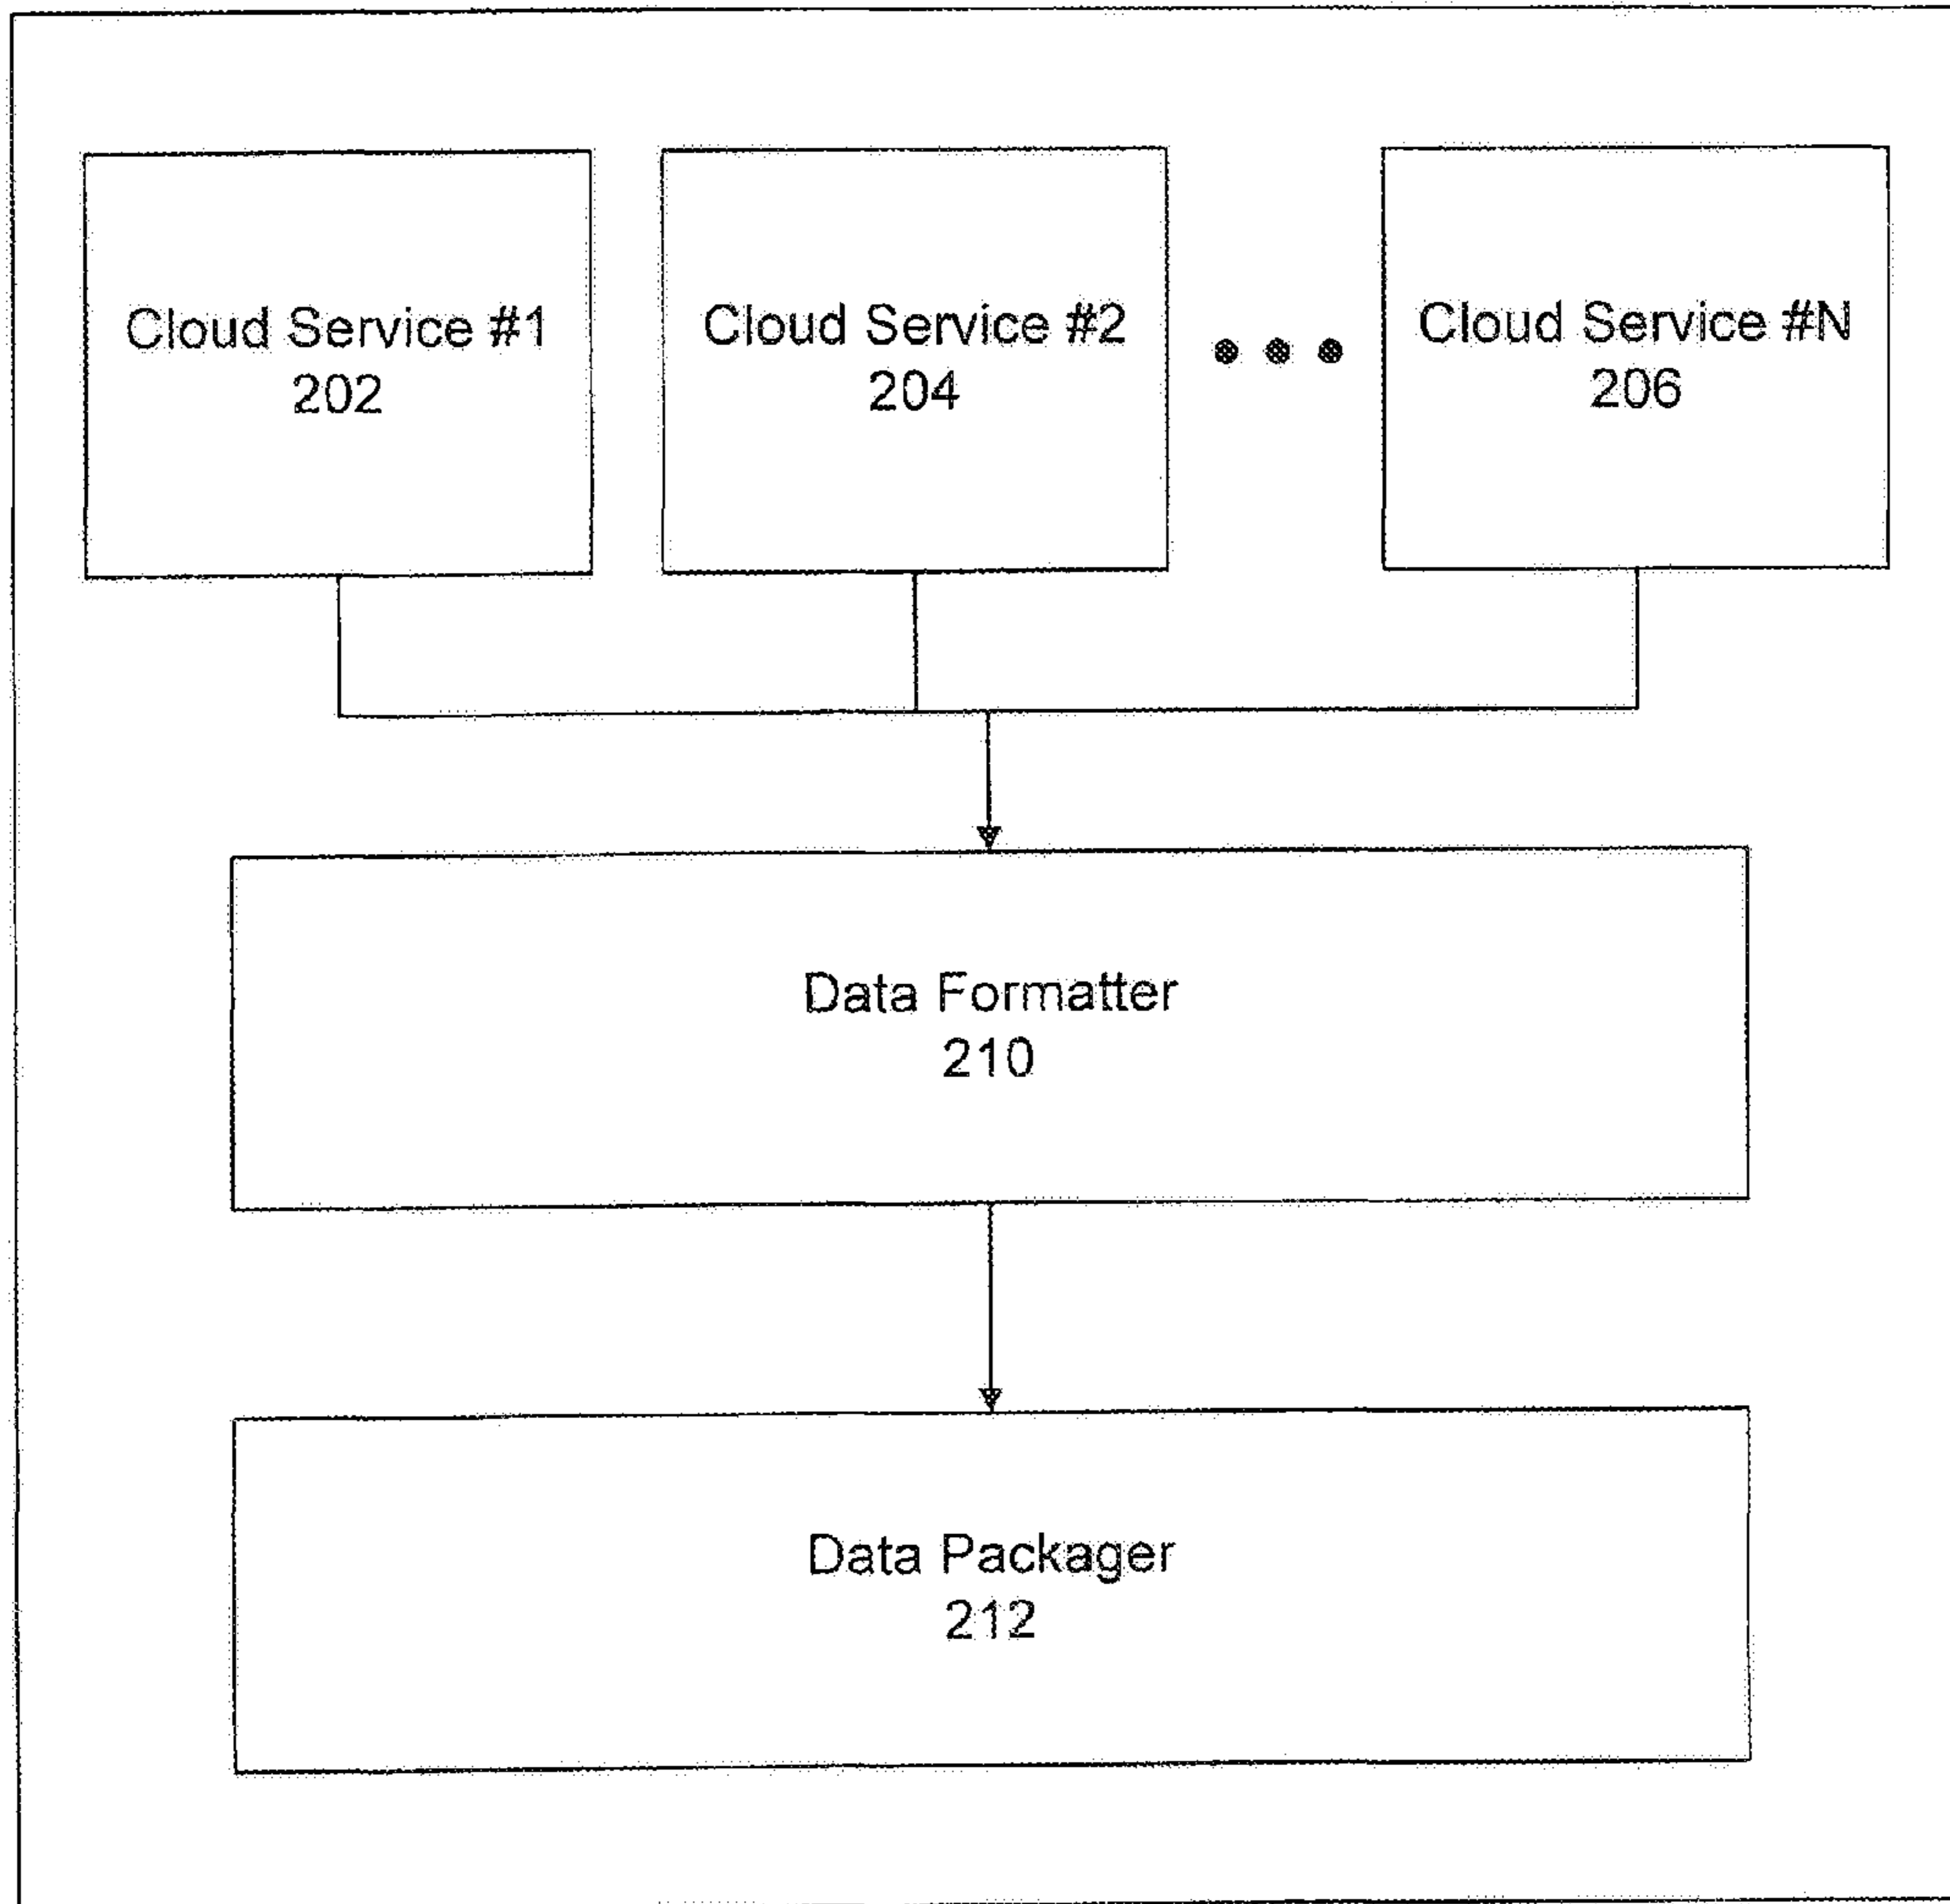 Cloud Service #1
202
Cloud Service #2
204
Cloud Service #N
206
Data Formatter
210
Data Packager
212